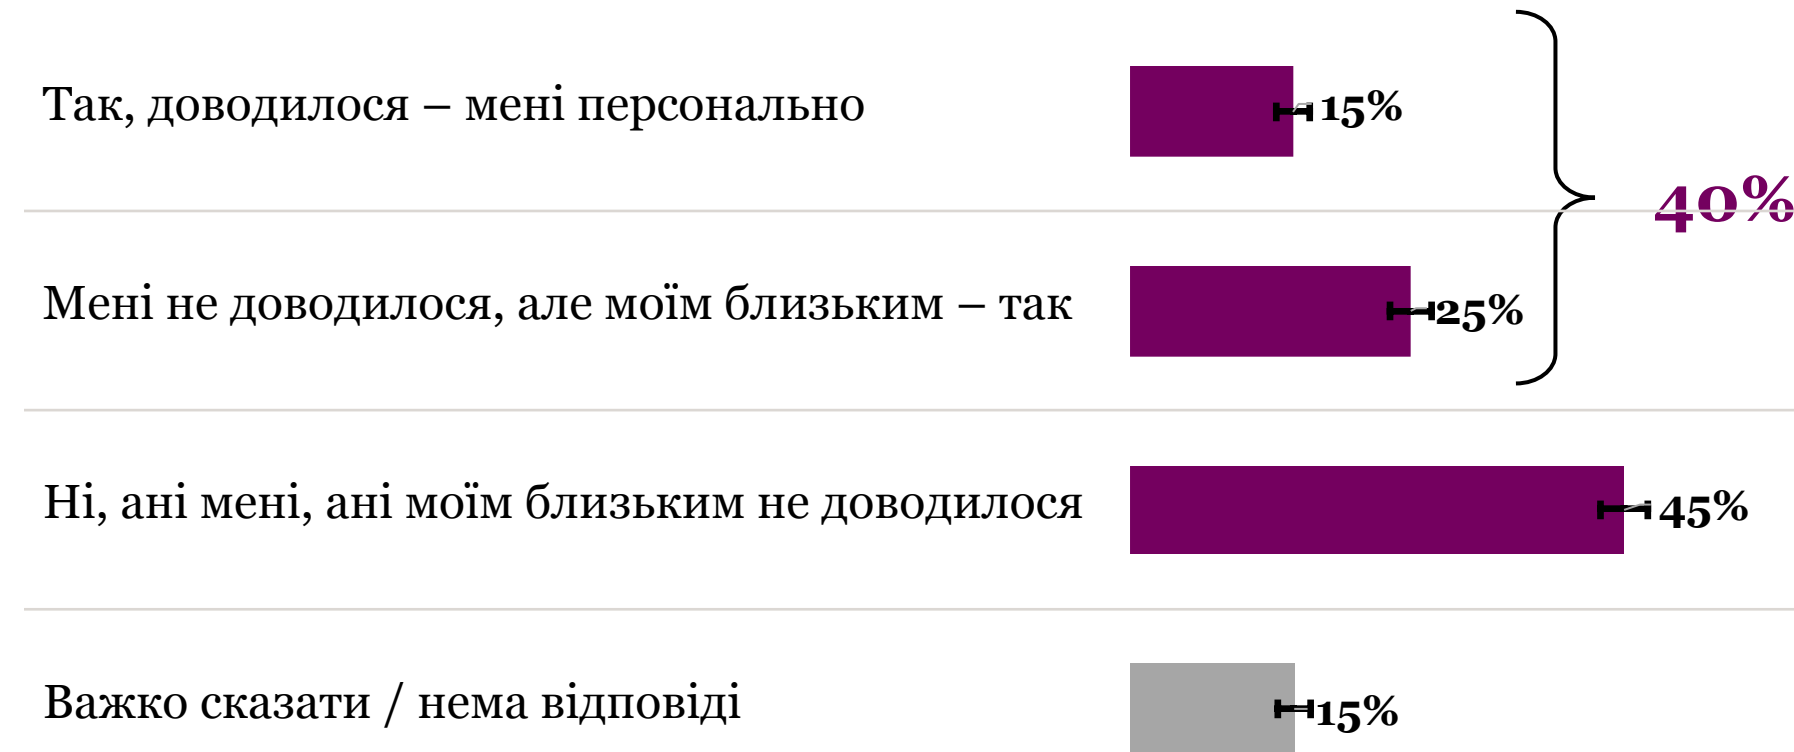 Так, доводилося – мені персонально 15%
40%
Мені не доводилося, але моїм близьким – так 25%
Ні, ані мені, ані моїм близьким не доводилося 45%
Важко сказати / нема відповіді 15%